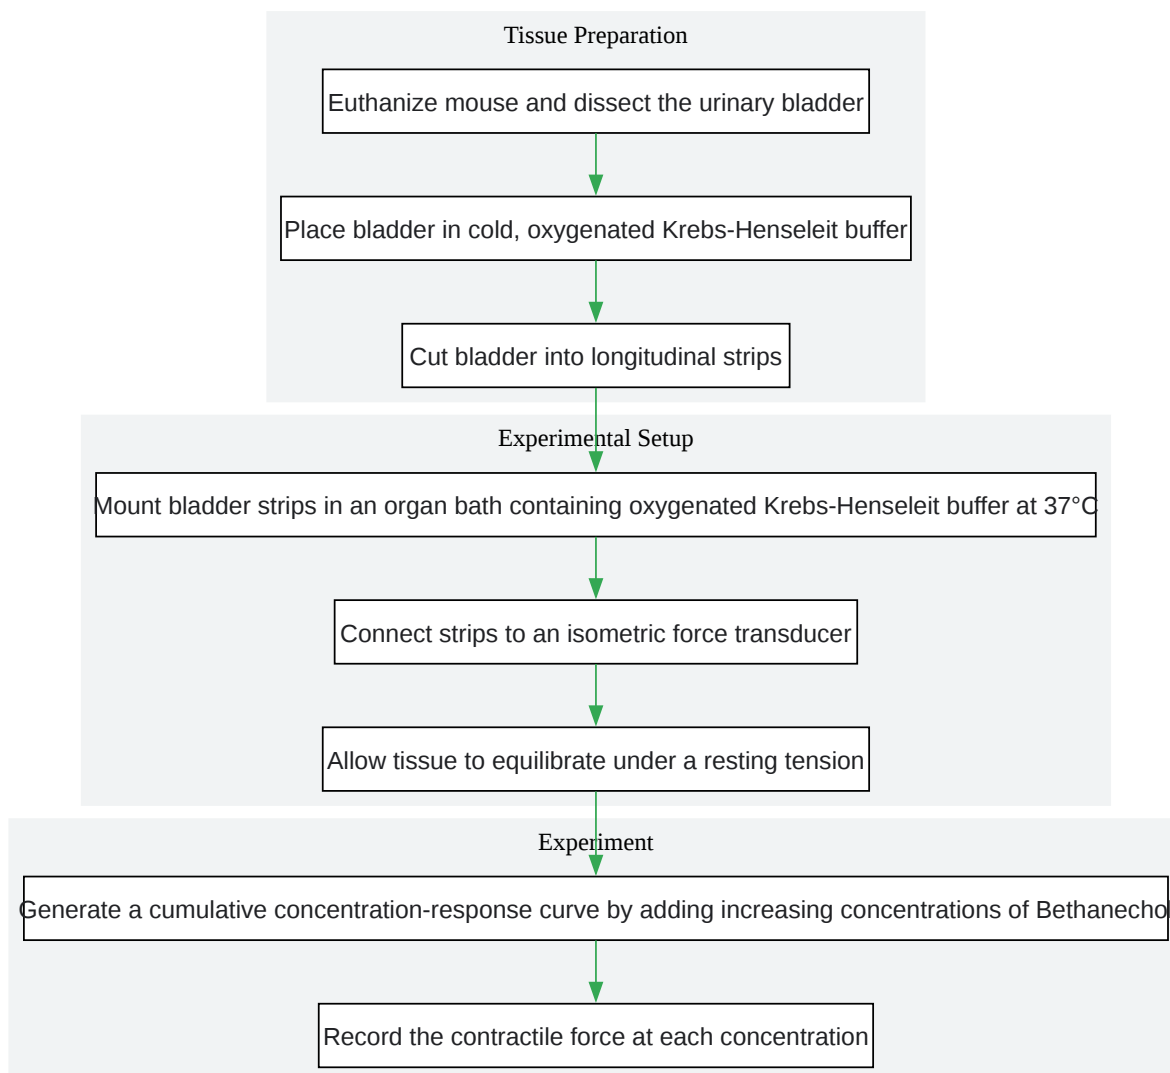 Tissue Preparation
Euthanize mouse and dissect the urinary bladder
Place bladder in cold, oxygenated Krebs-Henseleit buffer
Cut bladder into longitudinal strips
Experimental Setup
Mount bladder strips in an organ bath containing oxygenated Krebs-Henseleit buffer at 37°C
Connect strips to an isometric force transducer
Allow tissue to equilibrate under a resting tension
Experiment
Generate a cumulative concentration-response curve by adding increasing concentrations of Bethanechol
Record the contractile force at each concentration